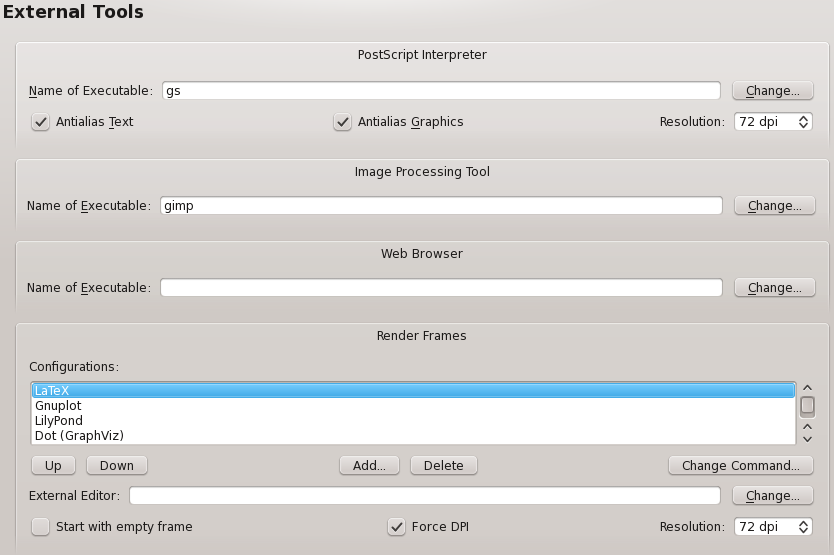 External Tools
PostScript Interpreter
Name of Executable: gs Change...
Antialias Text Antialias Graphics Resolution: 72 dpi
Image Processing Tool
Name of Executable: gimp Change...
Web Browser
Name of Executable: Change...
Render Frames
Configurations:
LaTeX
Gnuplot
LilyPond
Dot (GraphViz)
Up Down Add... Delete Change Command...
External Editor: Change...
Start with empty frame Force DPI Resolution: 72 dpi